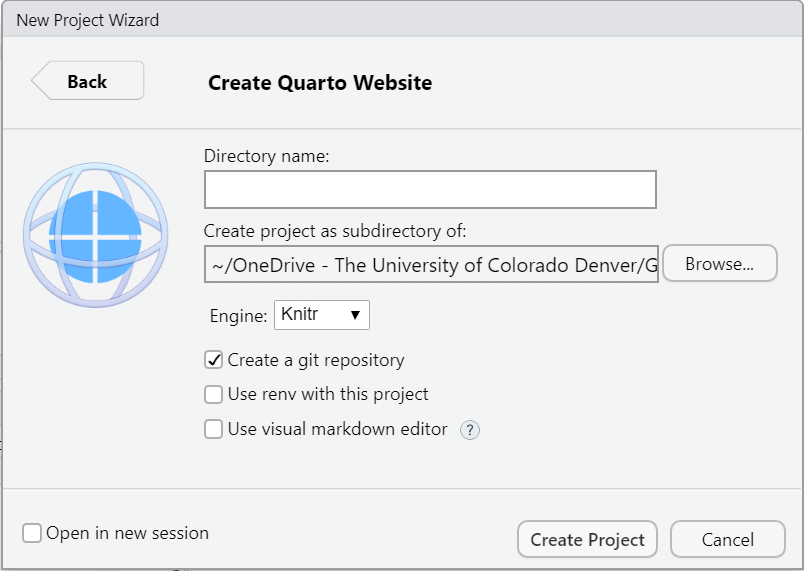 New Project Wizard
Back
Create Quarto Website
Directory name:
Create project as subdirectory of:
~/OneDrive - The University of Colorado Denver/G
Browse...
Engine:
Knitr
Create a git repository
Use renv with this project
Use visual markdown editor
?
Open in new session
Create Project
Cancel